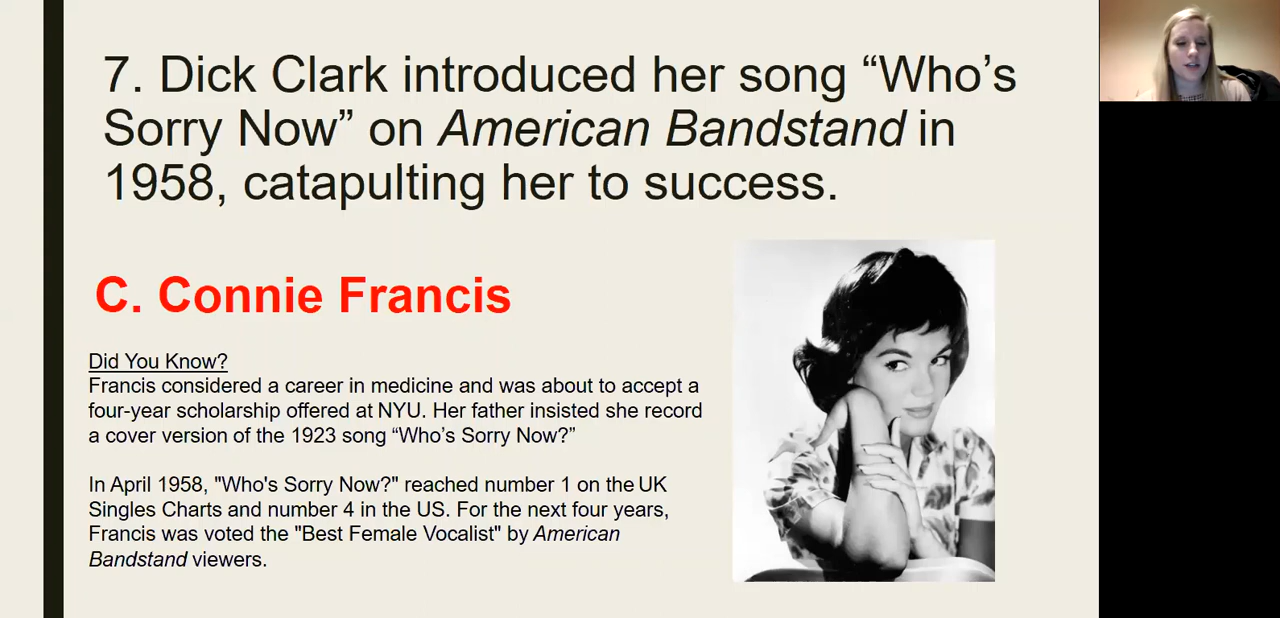 7. Dick Clark introduced her song “Who’s
Sorry Now” on American Bandstand in
1958, catapulting her to success.
C. Connie Francis
Did You Know?
Francis considered a career in medicine and was about to accept a
four-year scholarship offered at NYU. Her father insisted she record
a cover version of the 1923 song “Who’s Sorry Now?”
In April 1958, "Who's Sorry Now?" reached number 1 on the UK
Singles Charts and number 4 in the US. For the next four years,
Francis was voted the "Best Female Vocalist" by American
Bandstand viewers.